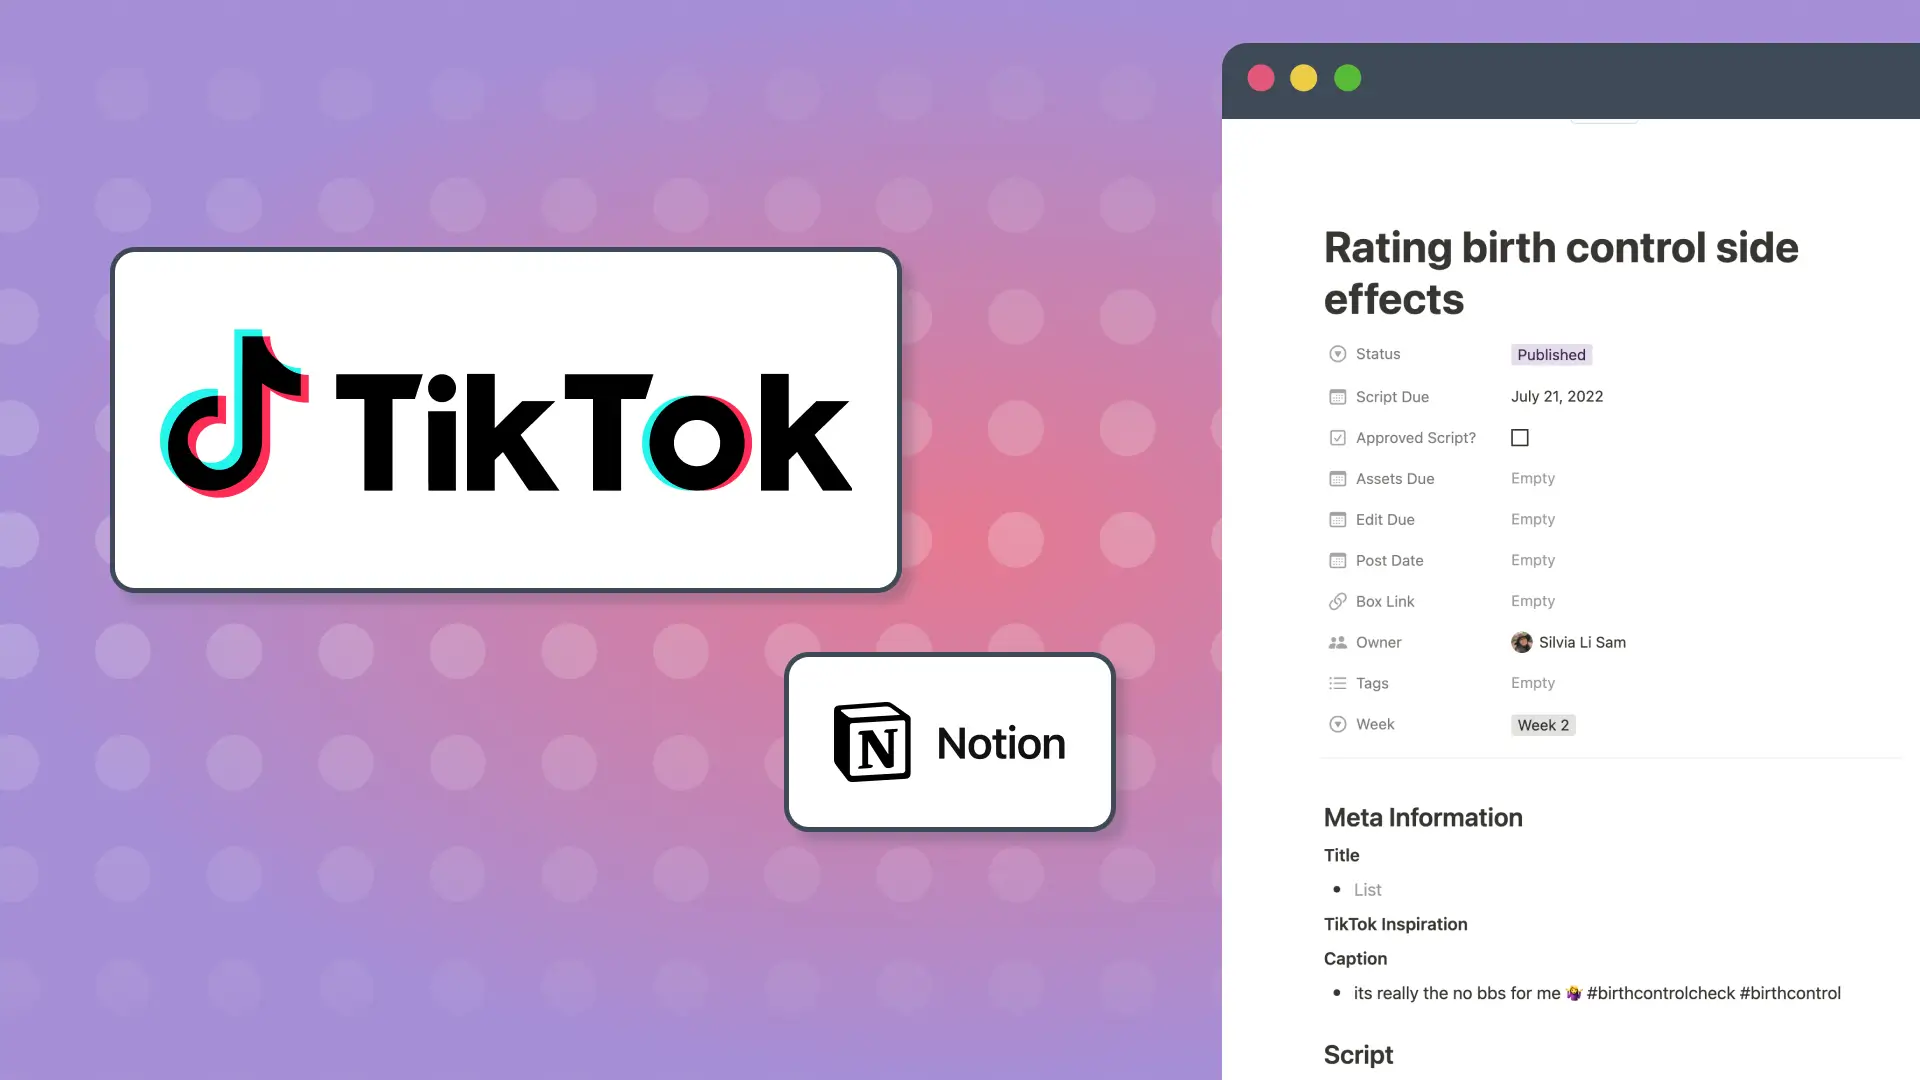 TikTok
N Notion
Rating birth control side
effects
Status Published
Script Due July 21, 2022
Approved Script?
Assets Due Empty
Edit Due Empty
Post Date Empty
Box Link Empty
Owner Silvia Li Sam
Tags Empty
Week Week 2
Meta Information
Title
• List
TikTok Inspiration
Caption
• its really the no bbs for me 🤷‍♀️ #birthcontrolcheck #birthcontrol
Script